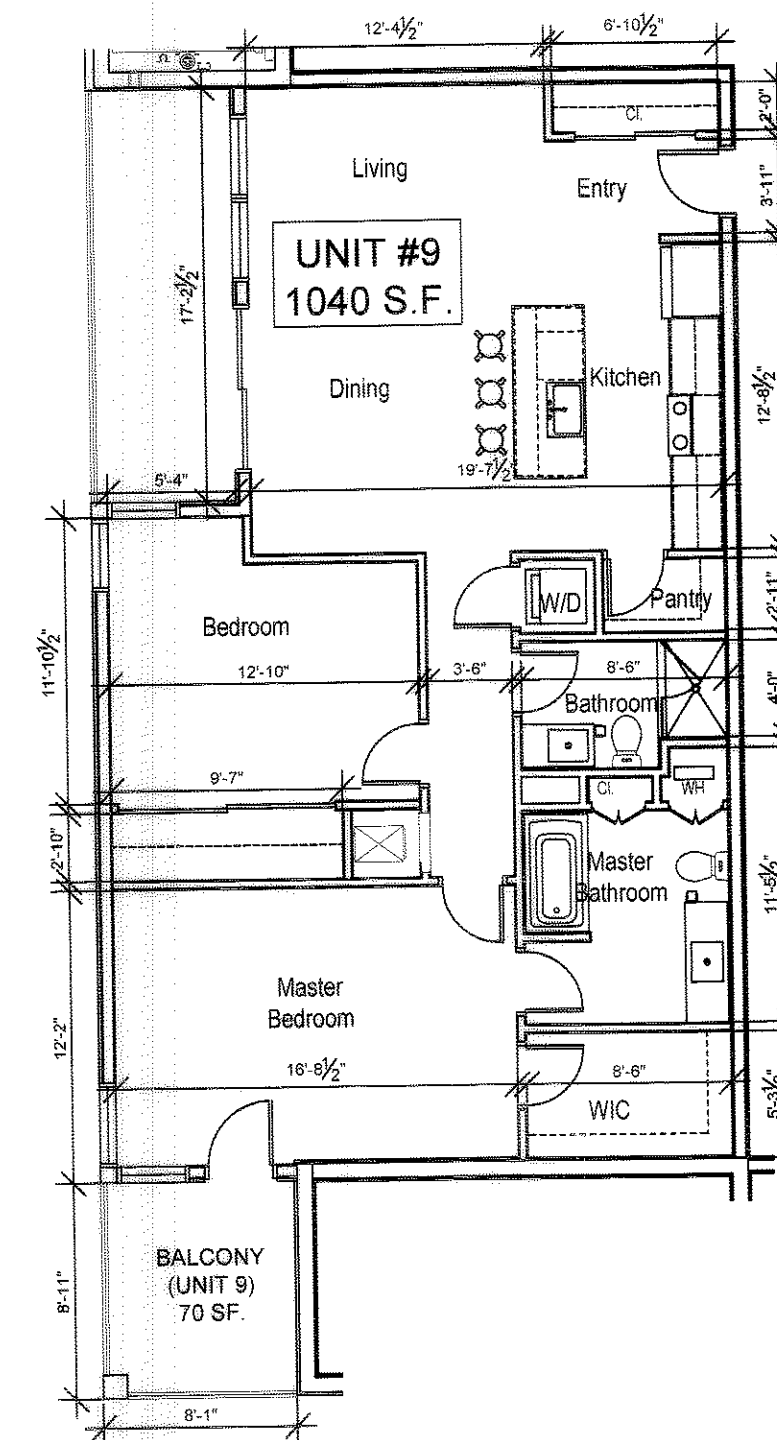 12'-4½"
6'-10½"
Cl.
2'-0"
Living
Entry
3'-11"
UNIT #9
1040 S.F.
17'-2½"
Dining
Kitchen
12'-8½"
19'-7½"
5'-4"
W/D
Pantry
2'-11"
Bedroom
11'-10½"
12'-10"
3'-6"
8'-6"
4'-0"
Bathroom
9'-7"
Cl.
WH
2'-10"
Master
Bathroom
11'-5½"
Master
Bedroom
12'-2"
16'-8½"
8'-6"
WIC
5'-3½"
BALCONY
(UNIT 9)
70 SF.
8'-11"
8'-1"